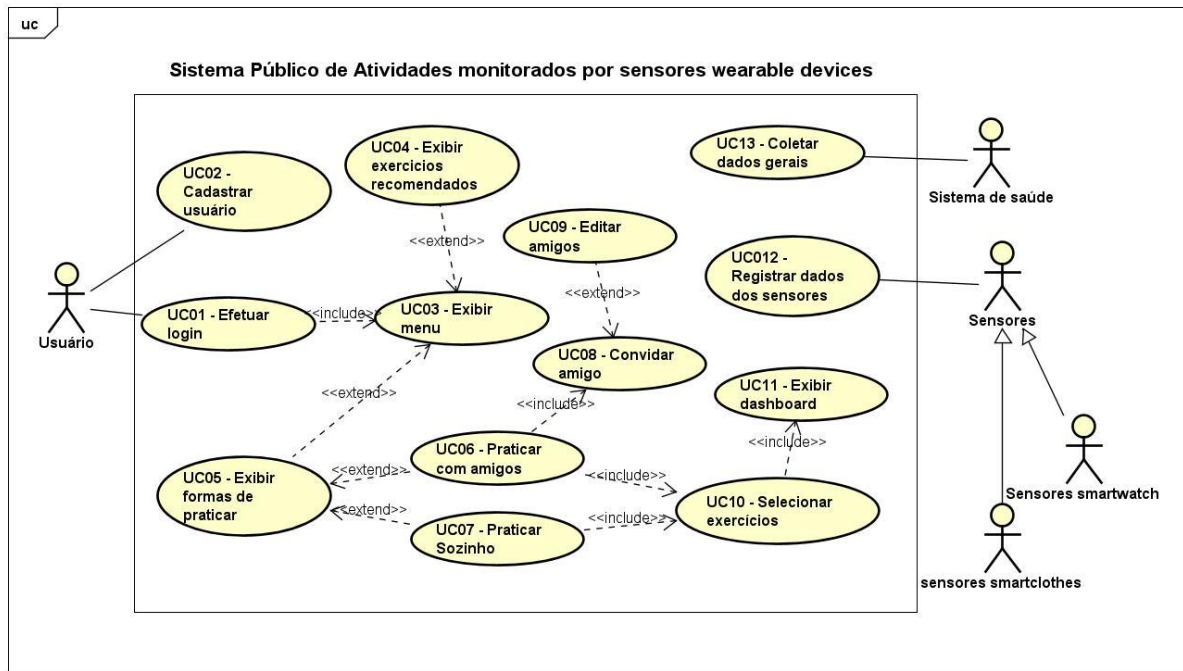 uc
Sistema Público de Atividades monitorados por sensores wearable devices
UC04 - Exibir
exercicios
recomendados
UC13 - Coletar
dados gerais
Sistema de saúde
UC02 -
Cadastrar
usuário
<<extend>>
UC09 - Editar
amigos
UC012 -
Registrar dados
dos sensores
Sensores
<<extend>>
Usuário
UC01 - Efetuar
login
<<include>>
UC03 - Exibir
menu
UC08 - Convidar
amigo
<<extend>>
UC11 - Exibir
dashboard
<<include>>
<<include>>
UC06 - Praticar
com amigos
UC05 - Exibir
formas de
praticar
<<extend>>
<<extend>>
<<include>>
<<include>>
UC07 - Praticar
Sozinho
UC10 - Selecionar
exercícios
Sensores smartwatch
sensores smartclothes